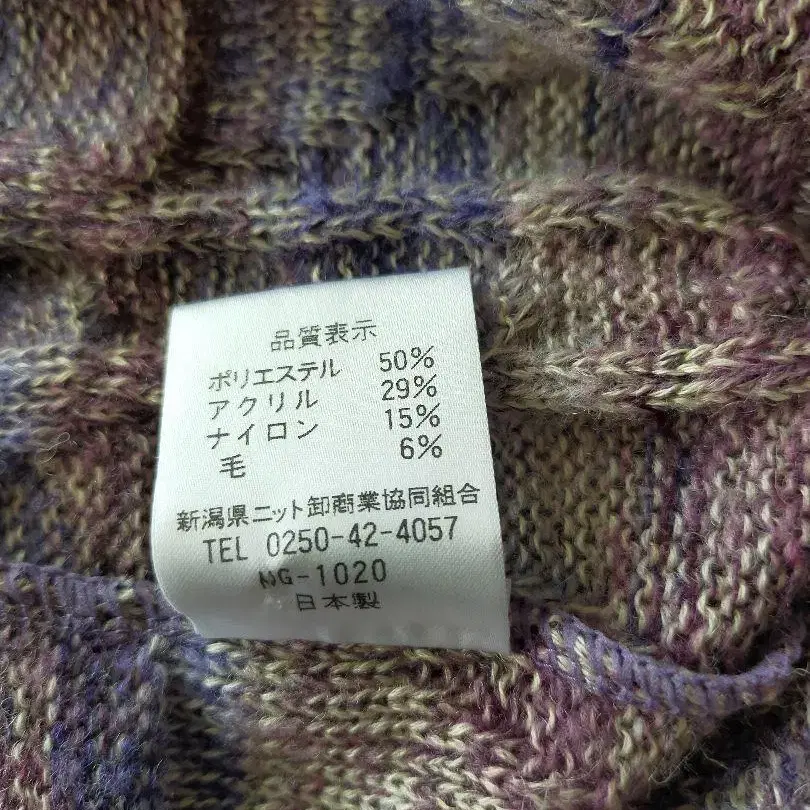 品質表示
ポリエステル 50%
アクリル 29%
ナイロン 15%
毛 6%
新潟県ニット卸商業協同組合
TEL 0250-42-4057
NG-1020
日本製